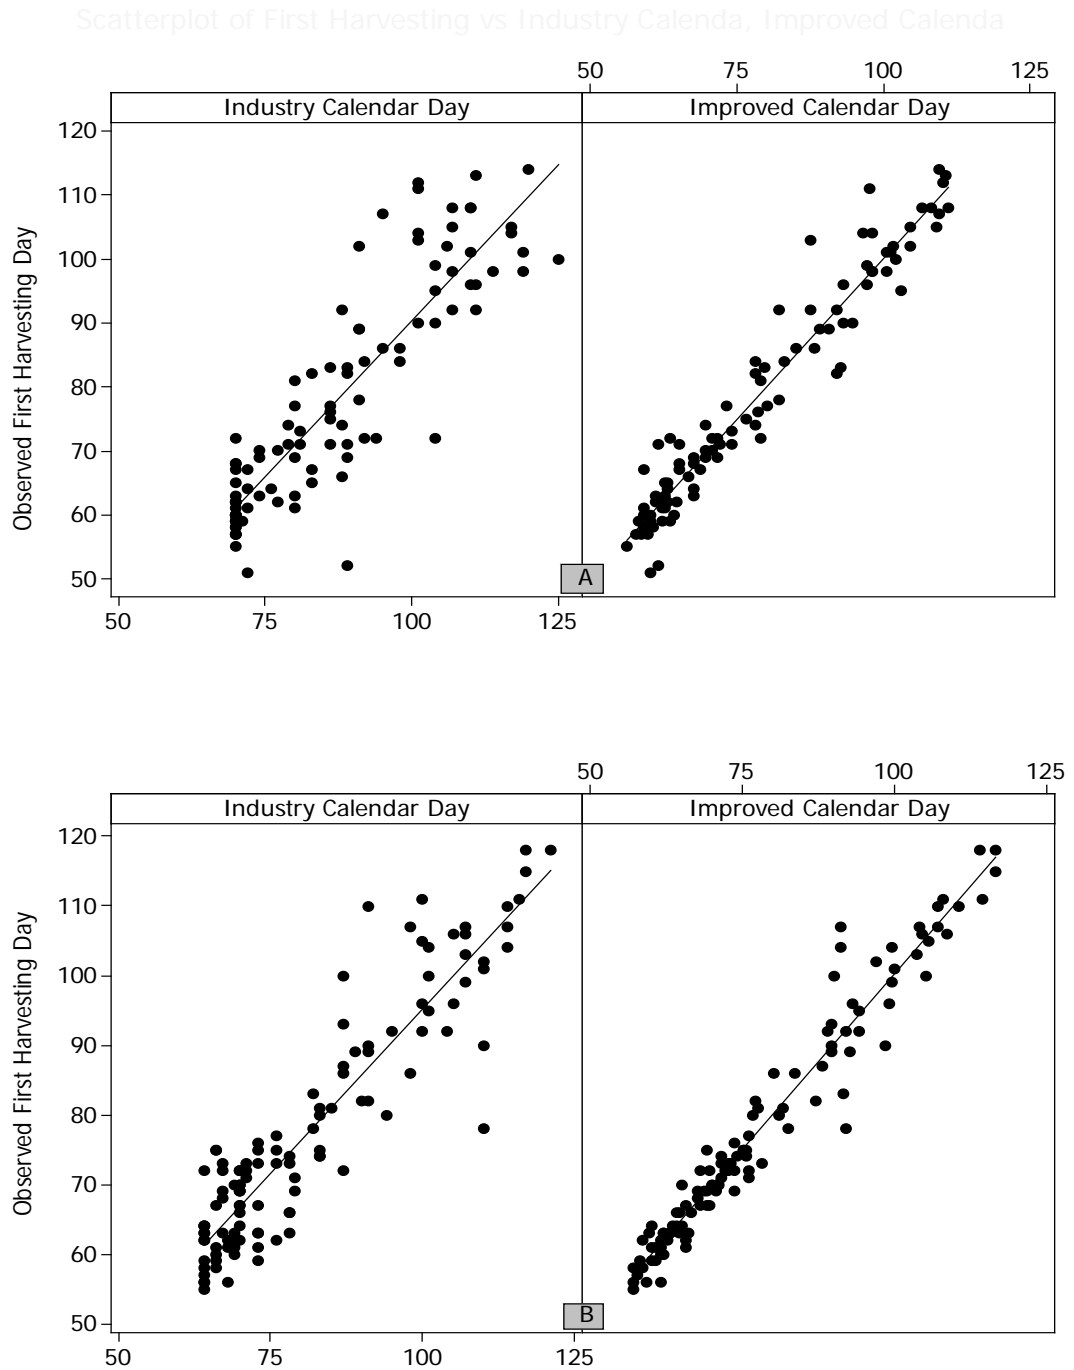 Scatterplot of First Harvesting vs Industry Calenda, Improved Calenda
50 75 100 125
Industry Calendar Day Improved Calendar Day
120
110
100
90
80
70
60
50
Observed First Harvesting Day
A
50 75 100 125
50 75 100 125
Industry Calendar Day Improved Calendar Day
120
110
100
90
80
70
60
50
Observed First Harvesting Day
B
50 75 100 125